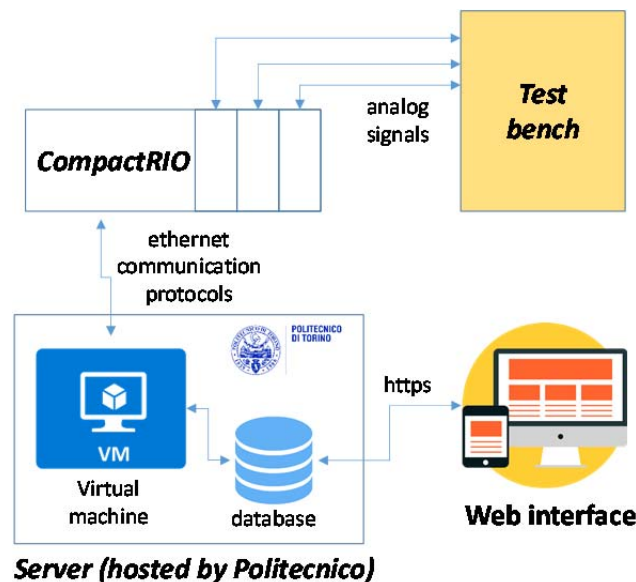 Test
bench
analog
signals
CompactRIO
ethernet
communication
protocols
POLITECNICO
DI TORINO
https
VM
Virtual
machine
database
Web interface
Server (hosted by Politecnico)